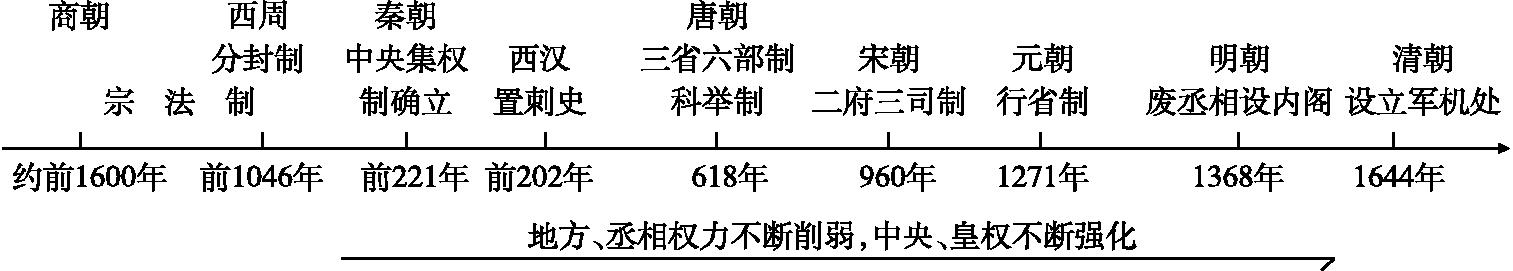 商朝 西周 秦朝 唐朝
分封制 中央集权 西汉 三省六部制 宋朝 元朝 明朝 清朝
宗法制 制确立 置刺史 科举制 二府三司制 行省制 废丞相设内阁 设立军机处
约前1600年 前1046年 前221年 前202年 618年 960年 1271年 1368年 1644年
地方、丞相权力不断削弱,中央、皇权不断强化